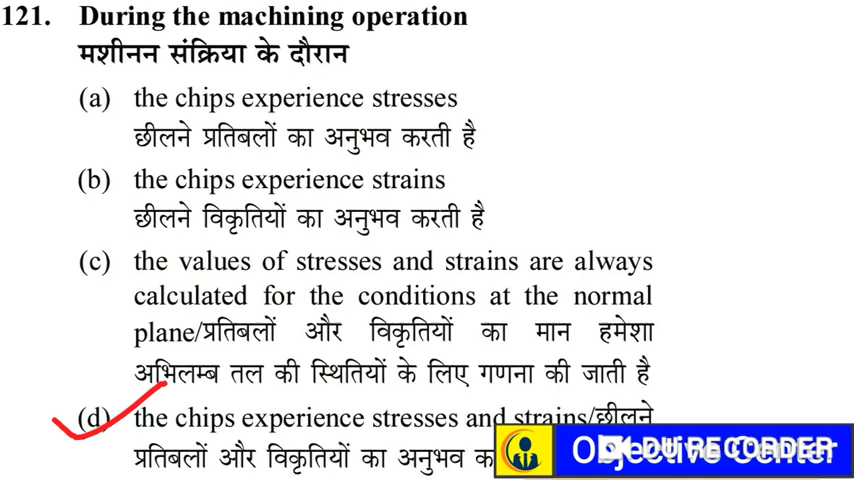 121. During the machining operation
मशीनन संक्रिया के दौरान
(a) the chips experience stresses
छीलने प्रतिबलों का अनुभव करती है
(b) the chips experience strains
छीलने विकृतियों का अनुभव करती है
(c) the values of stresses and strains are always
calculated for the conditions at the normal
plane/प्रतिबलों और विकृतियों का मान हमेशा
अभिलम्ब तल की स्थितियों के लिए गणना की जाती है
(d) the chips experience stresses and strains/छीलने
प्रतिबलों और विकृतियों का अनुभव
Objective Center
DU RECORDER